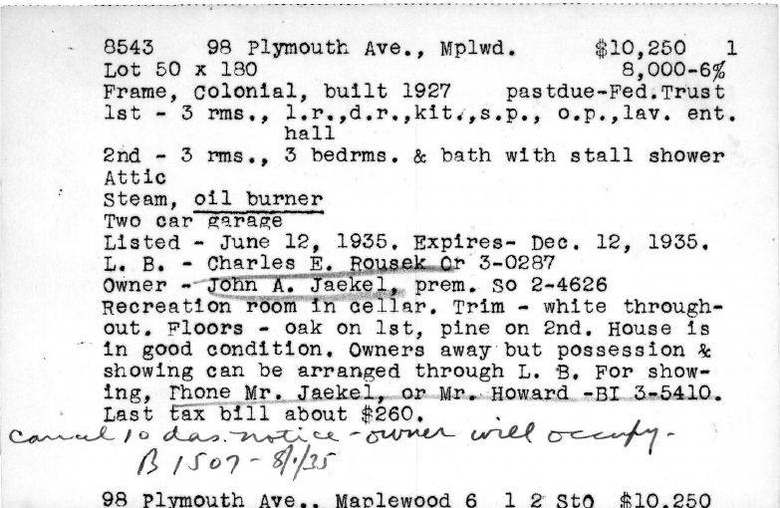 8543 98 Plymouth Ave., Mplwd. $10,250 1
Lot 50 x 180 8,000-6%
Frame, Colonial, built 1927 pastdue-Fed.Trust
1st - 3 rms., l.r.,d.r.,kit.,s.p., o.p.,lav. ent.
hall
2nd - 3 rms., 3 bedrms. & bath with stall shower
Attic
Steam, oil burner
Two car garage
Listed - June 12, 1935. Expires- Dec. 12, 1935.
L. B. - Charles E. Rousek Or 3-0287
Owner - John A. Jaekel, prem. So 2-4626
Recreation room in cellar. Trim - white through-
out. Floors - oak on 1st, pine on 2nd. House is
in good condition. Owners away but possession &
showing can be arranged through L. B. For show-
ing, Phone Mr. Jaekel, or Mr. Howard -BI 3-5410.
Last tax bill about $260.
cancel 10 das. notice - owner will occupy.
B 1507 - 8/1/35
98 Plymouth Ave., Maplewood 6 1 2 StO $10,250